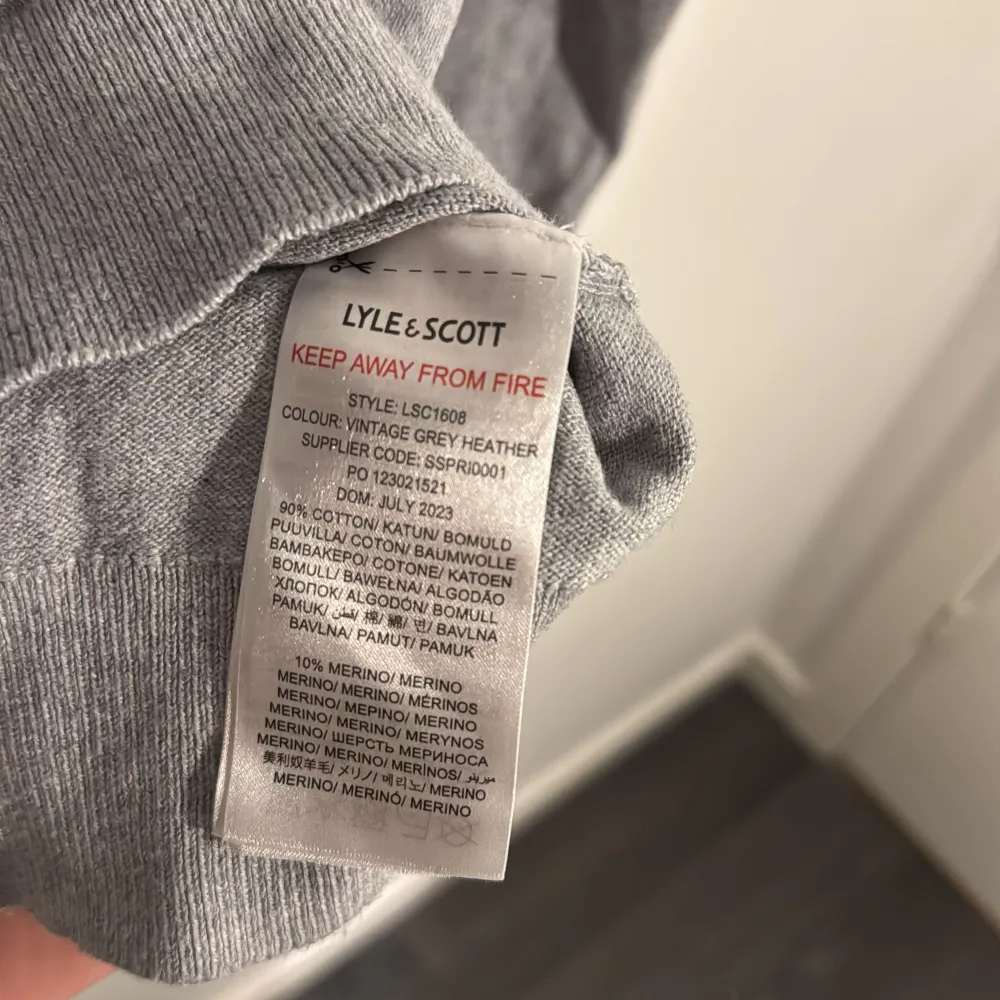 LYLE & SCOTT
KEEP AWAY FROM FIRE
STYLE: LSC1608
COLOUR: VINTAGE GREY HEATHER
SUPPLIER CODE: SSPRID001
PO 123021521
DOM: JULY 2023
90% COTTON/ KATUN/ BOMULD
PUUVILLA/ COTON/ BAUMWOLLE
BAMBAKEPO/ COTONE/ KATOEN
BOMULL/ BAWEŁNA/ ALGODÃO
ХЛОПОК/ ALGODÓN/ BOMULL
PAMUK/ قطن/ 棉/ 綿/ 면/ BAVLNA
BAVLNA/ PAMUT/ PAMUK
10% MERINO/ MERINO
MERINO/ MERINO/ MÉRINOS
MERINO/ ΜΕΡΙΝΟ/ MERINO
MERINO/ MERINO/ MERYNOS
MERINO/ ШЕРСТЬ МЕРИНОСА
MERINO/ MERINO/ MERİNOS/ ميرينو
美利奴羊毛/ メリノ/ 메리노/ MERINO
MERINO/ MERINÓ/ MERINO